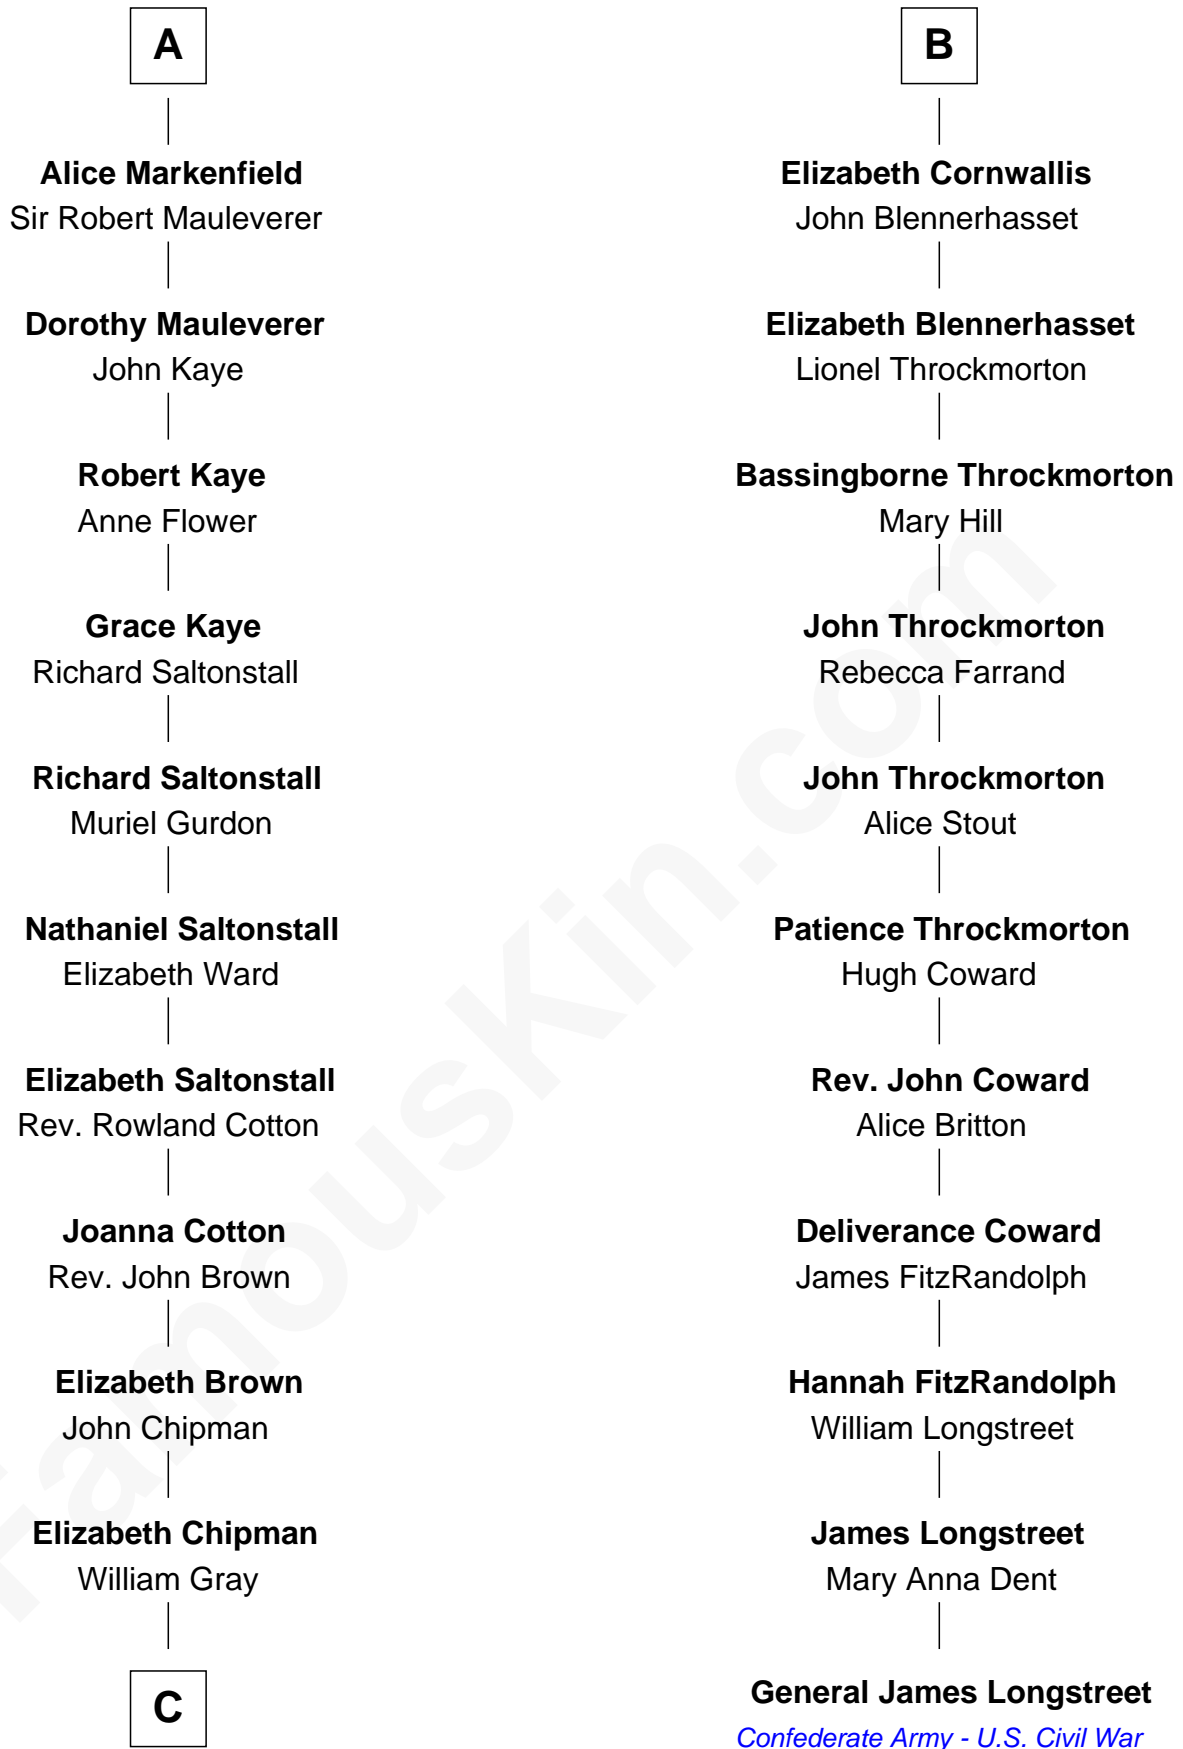 A
Alice Markenfield
Sir Robert Mauleverer
Dorothy Mauleverer
John Kaye
Robert Kaye
Anne Flower
Grace Kaye
Richard Saltonstall
Richard Saltonstall
Muriel Gurdon
Nathaniel Saltonstall
Elizabeth Ward
Elizabeth Saltonstall
Rev. Rowland Cotton
Joanna Cotton
Rev. John Brown
Elizabeth Brown
John Chipman
Elizabeth Chipman
William Gray
C
B
Elizabeth Cornwallis
John Blennerhasset
Elizabeth Blennerhasset
Lionel Throckmorton
Bassingborne Throckmorton
Mary Hill
John Throckmorton
Rebecca Farrand
John Throckmorton
Alice Stout
Patience Throckmorton
Hugh Coward
Rev. John Coward
Alice Britton
Deliverance Coward
James FitzRandolph
Hannah FitzRandolph
William Longstreet
James Longstreet
Mary Anna Dent
General James Longstreet
Confederate Army - U.S. Civil War
FamousKin.com